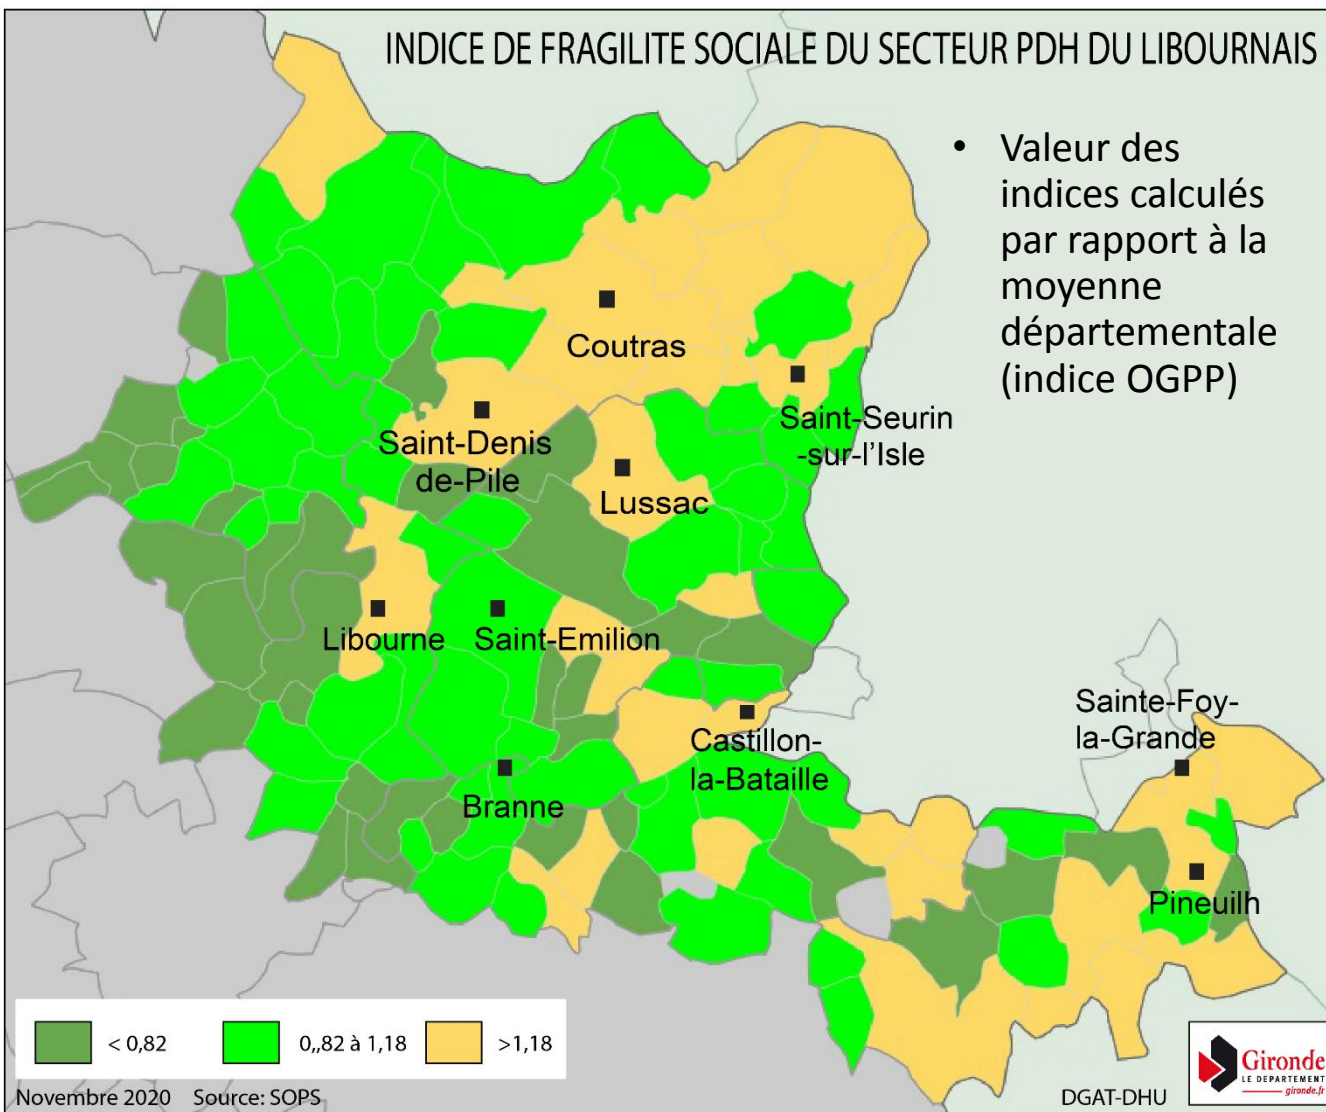 INDICE DE FRAGILITE SOCIALE DU SECTEUR PDH DU LIBOURNAIS
• Valeur des
indices calculés
par rapport à la
moyenne
départementale
(indice OGPP)
Coutras
Saint-Seurin
-sur-l'Isle
Saint-Denis
de-Pile
Lussac
Libourne
Saint-Emilion
Castillon-
la-Bataille
Branne
Sainte-Foy-
la-Grande
Pineuilh
< 0,82
0,,82 à 1,18
>1,18
Novembre 2020 Source: SOPS
DGAT-DHU
Gironde
LE DEPARTEMENT
gironde.fr